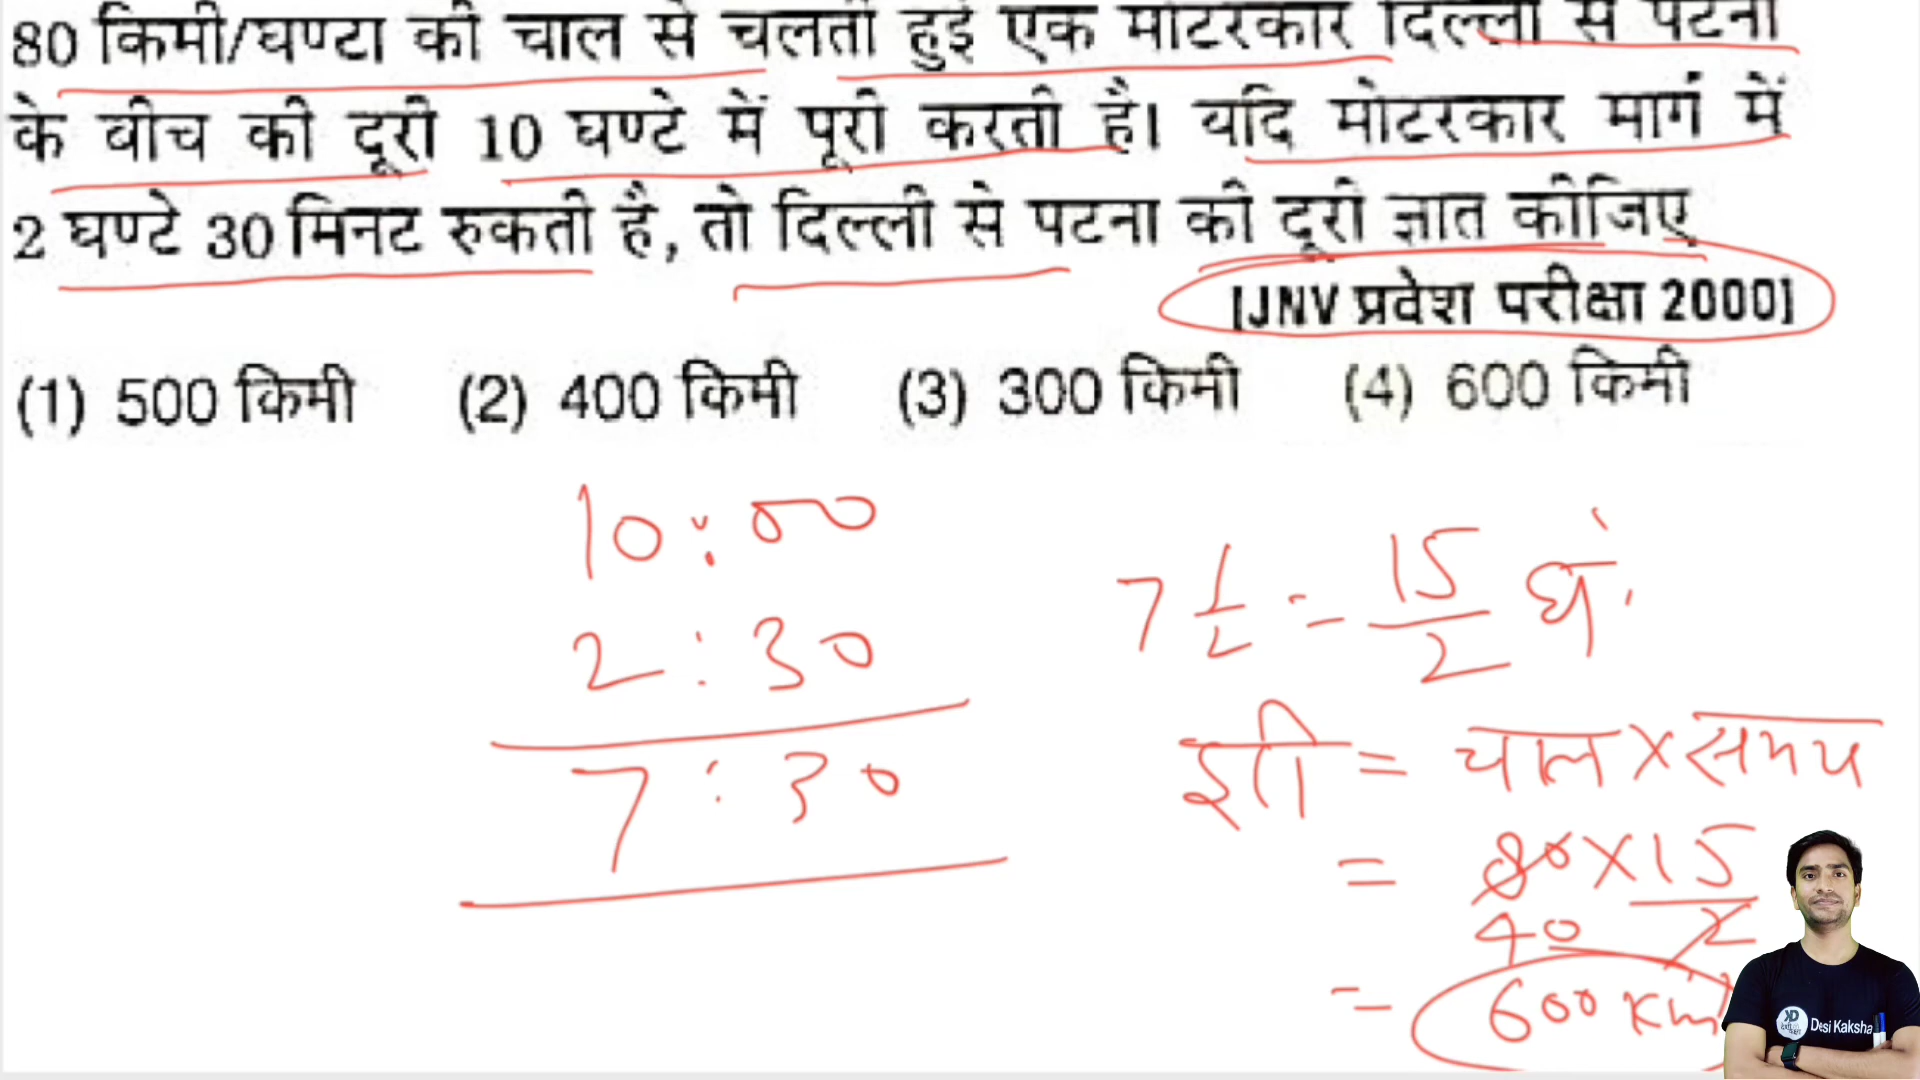 80 किमी/घण्टा की चाल से चलती हुई एक मोटरकार दिल्ली से पटना
के बीच की दूरी 10 घण्टे में पूरी करती है। यदि मोटरकार मार्ग में
2 घण्टे 30 मिनट रुकती है, तो दिल्ली से पटना की दूरी ज्ञात कीजिए
[JNV प्रवेश परीक्षा 2000]
(1) 500 किमी (2) 400 किमी (3) 300 किमी (4) 600 किमी
10:00
2:30
7:30
7 1/2 = 15/2 घं.
= चाल × समय
= 80 × 15/2
40
= 600 Km
Desi Kaksha